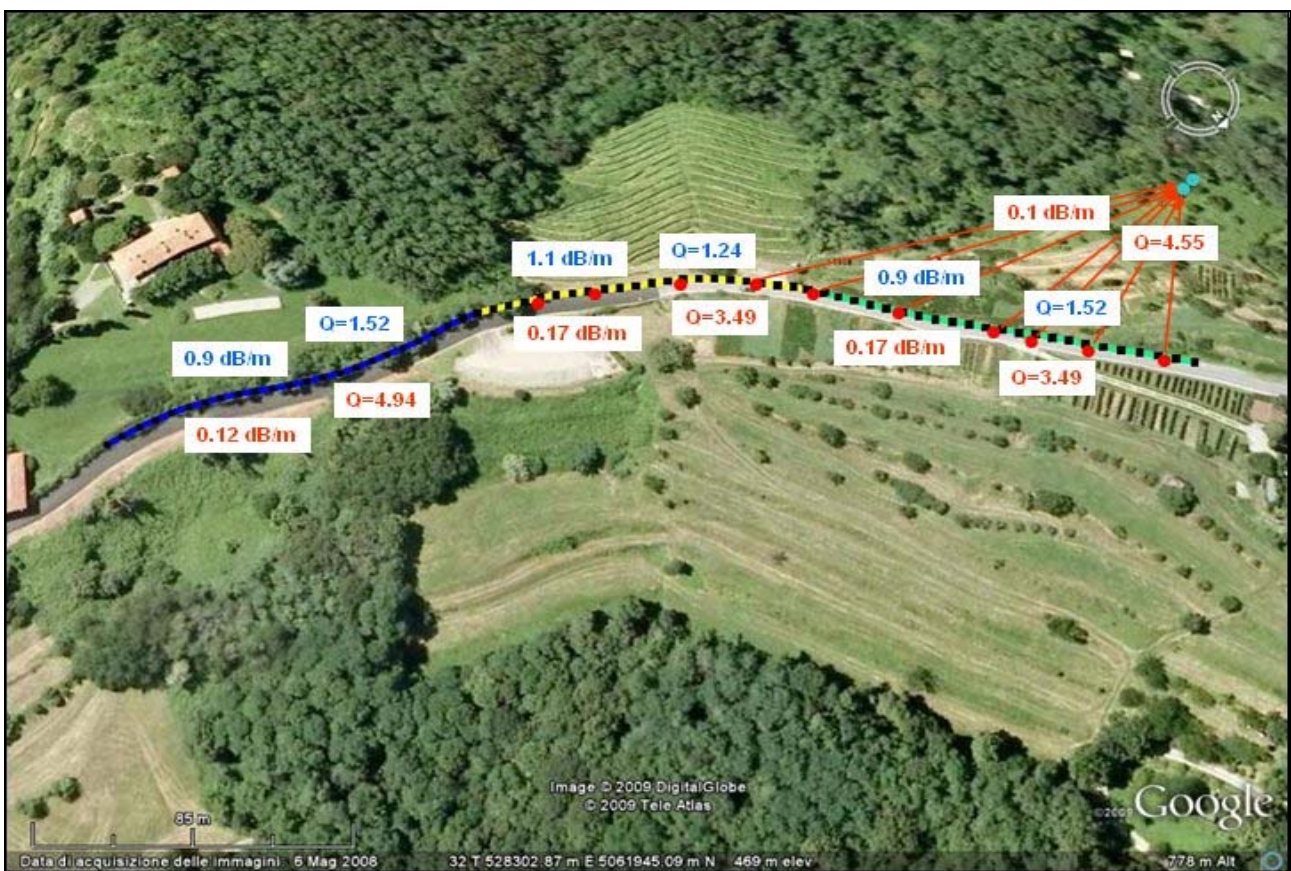 N
0.1 dB/m
Q=4.55
1.1 dB/m
Q=1.24
0.9 dB/m
Q=1.52
Q=1.52
0.17 dB/m
Q=3.49
0.17 dB/m
0.9 dB/m
Q=3.49
Q=4.94
0.12 dB/m
Image © 2009 DigitalGlobe
© 2009 Tele Atlas
©2009 Google
85 m
Data di acquisizione delle immagini: 6 Mag 2008 32 T 528302.87 m E 5061945.09 m N 469 m elev 778 m Alt